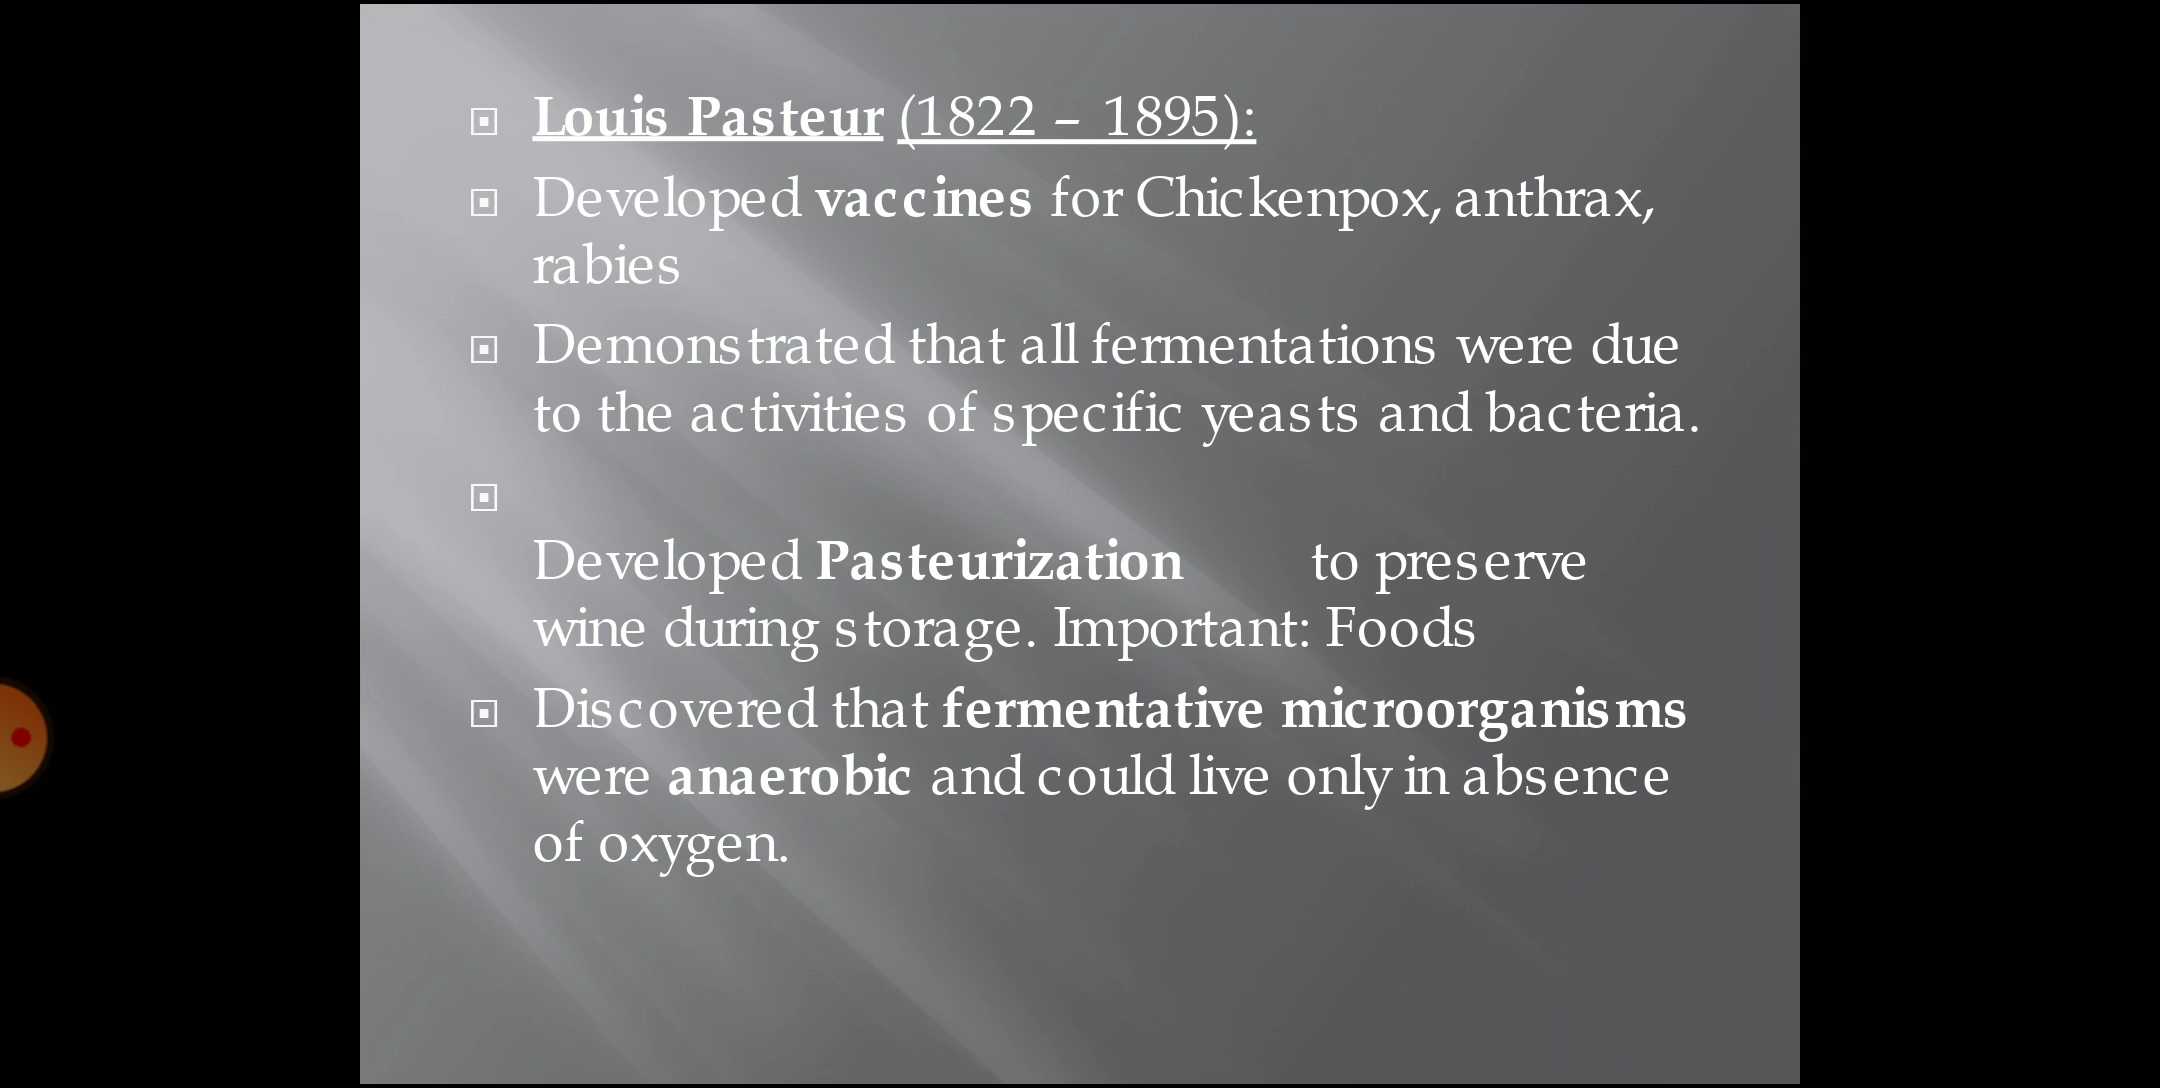 Louis Pasteur (1822 – 1895):
Developed vaccines for Chickenpox, anthrax,
rabies
Demonstrated that all fermentations were due
to the activities of specific yeasts and bacteria.
Developed Pasteurization to preserve
wine during storage. Important: Foods
Discovered that fermentative microorganisms
were anaerobic and could live only in absence
of oxygen.